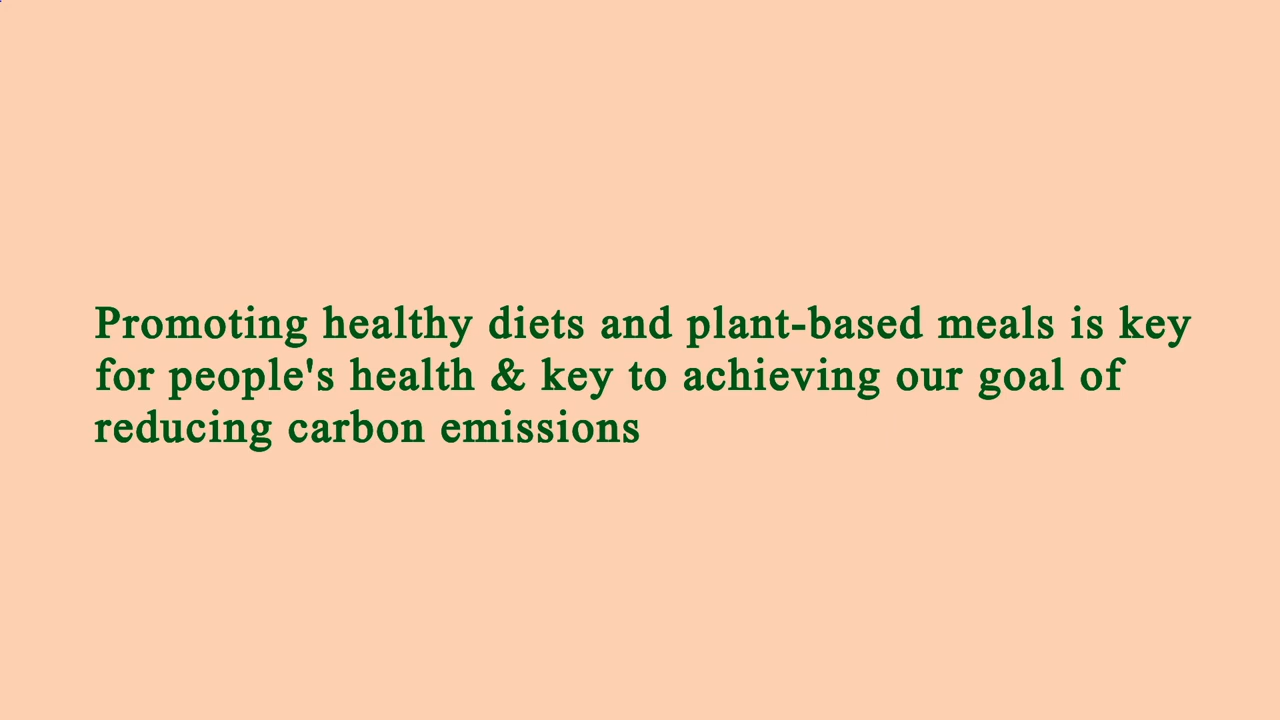 Promoting healthy diets and plant-based meals is key
for people's health & key to achieving our goal of
reducing carbon emissions